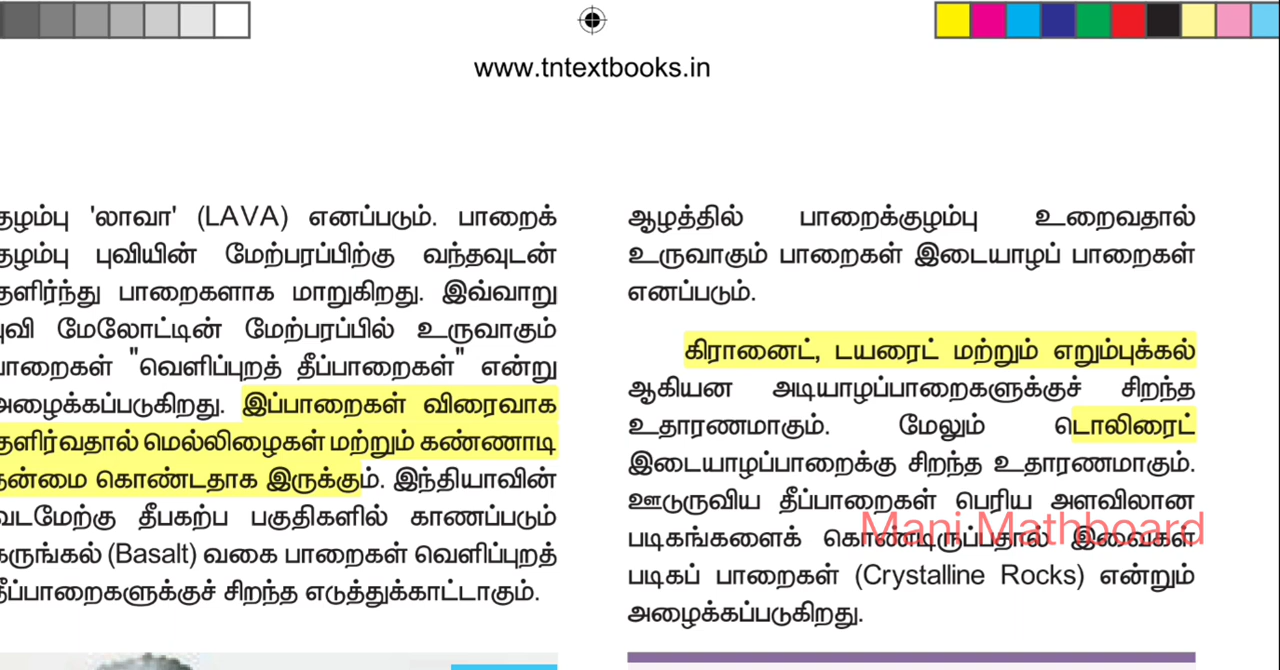 www.tntextbooks.in
குழம்பு 'லாவா' (LAVA) எனப்படும். பாறைக்
குழம்பு புவியின் மேற்பரப்பிற்கு வந்தவுடன்
குளிர்ந்து பாறைகளாக மாறுகிறது. இவ்வாறு
புவி மேலோட்டின் மேற்பரப்பில் உருவாகும்
பாறைகள் "வெளிப்புறத் தீப்பாறைகள்" என்று
அழைக்கப்படுகிறது. இப்பாறைகள் விரைவாக
குளிர்வதால் மெல்லிழைகள் மற்றும் கண்ணாடி
தன்மை கொண்டதாக இருக்கும். இந்தியாவின்
வடமேற்கு தீபகற்ப பகுதிகளில் காணப்படும்
கருங்கல் (Basalt) வகை பாறைகள் வெளிப்புறத்
தீப்பாறைகளுக்குச் சிறந்த எடுத்துக்காட்டாகும்.
ஆழத்தில் பாறைக்குழம்பு உறைவதால்
உருவாகும் பாறைகள் இடையாழப் பாறைகள்
எனப்படும்.
கிரானைட், டயரைட் மற்றும் எறும்புக்கல்
ஆகியன அடியாழப்பாறைகளுக்குச் சிறந்த
உதாரணமாகும். மேலும் டொலிரைட்
இடையாழப்பாறைக்கு சிறந்த உதாரணமாகும்.
ஊடுருவிய தீப்பாறைகள் பெரிய அளவிலான
படிகங்களைக் கொண்டிருப்பதால் இவைகள்
படிகப் பாறைகள் (Crystalline Rocks) என்றும்
அழைக்கப்படுகிறது.
Mani Mathboard